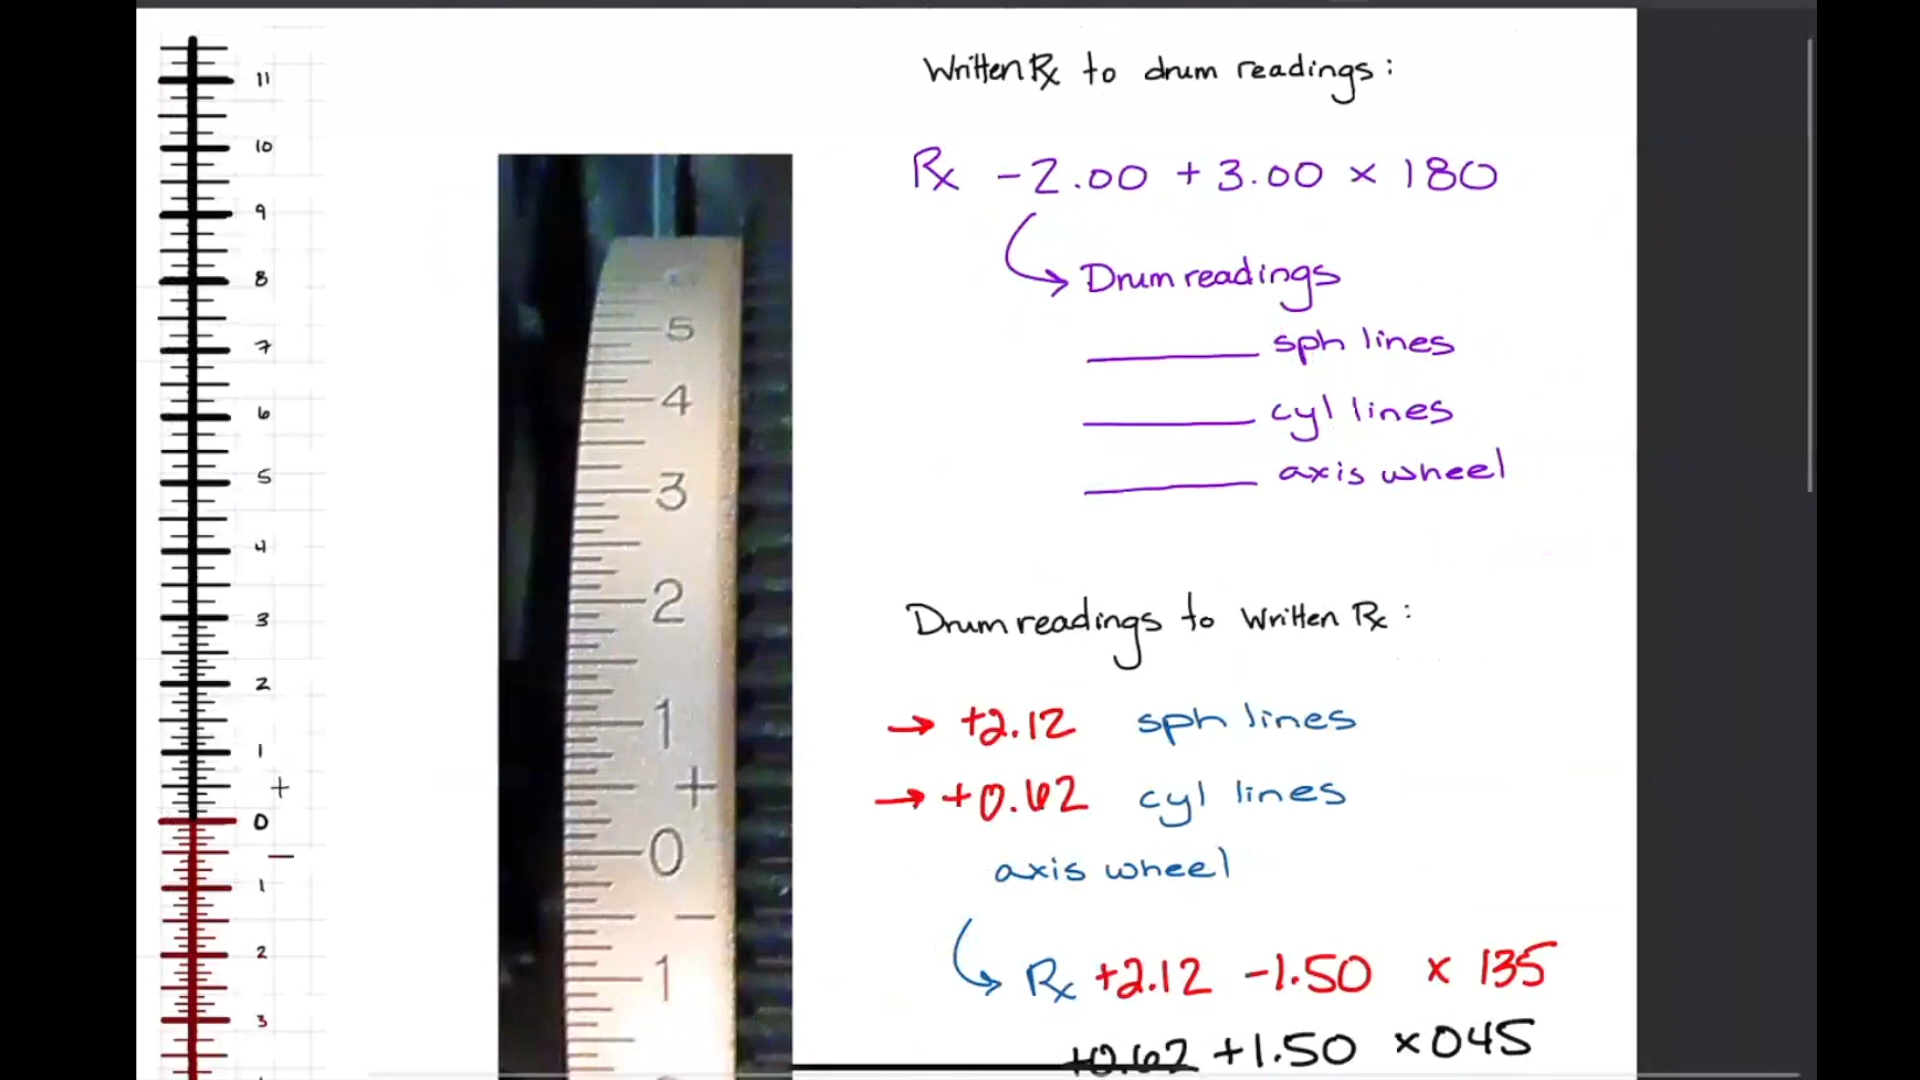 11
10
9
8
7
6
5
4
3
2
1
+
0
−
1
2
3
5
4
3
2
1
+
0
−
1
Written Rx to drum readings:
Rx -2.00 +3.00 × 180
Drum readings
sph lines
cyl lines
axis wheel
Drum readings to Written Rx:
→ +2.12 sph lines
→ +0.62 cyl lines
axis wheel
Rx +2.12 -1.50 × 135
+0.62 +1.50 ×045